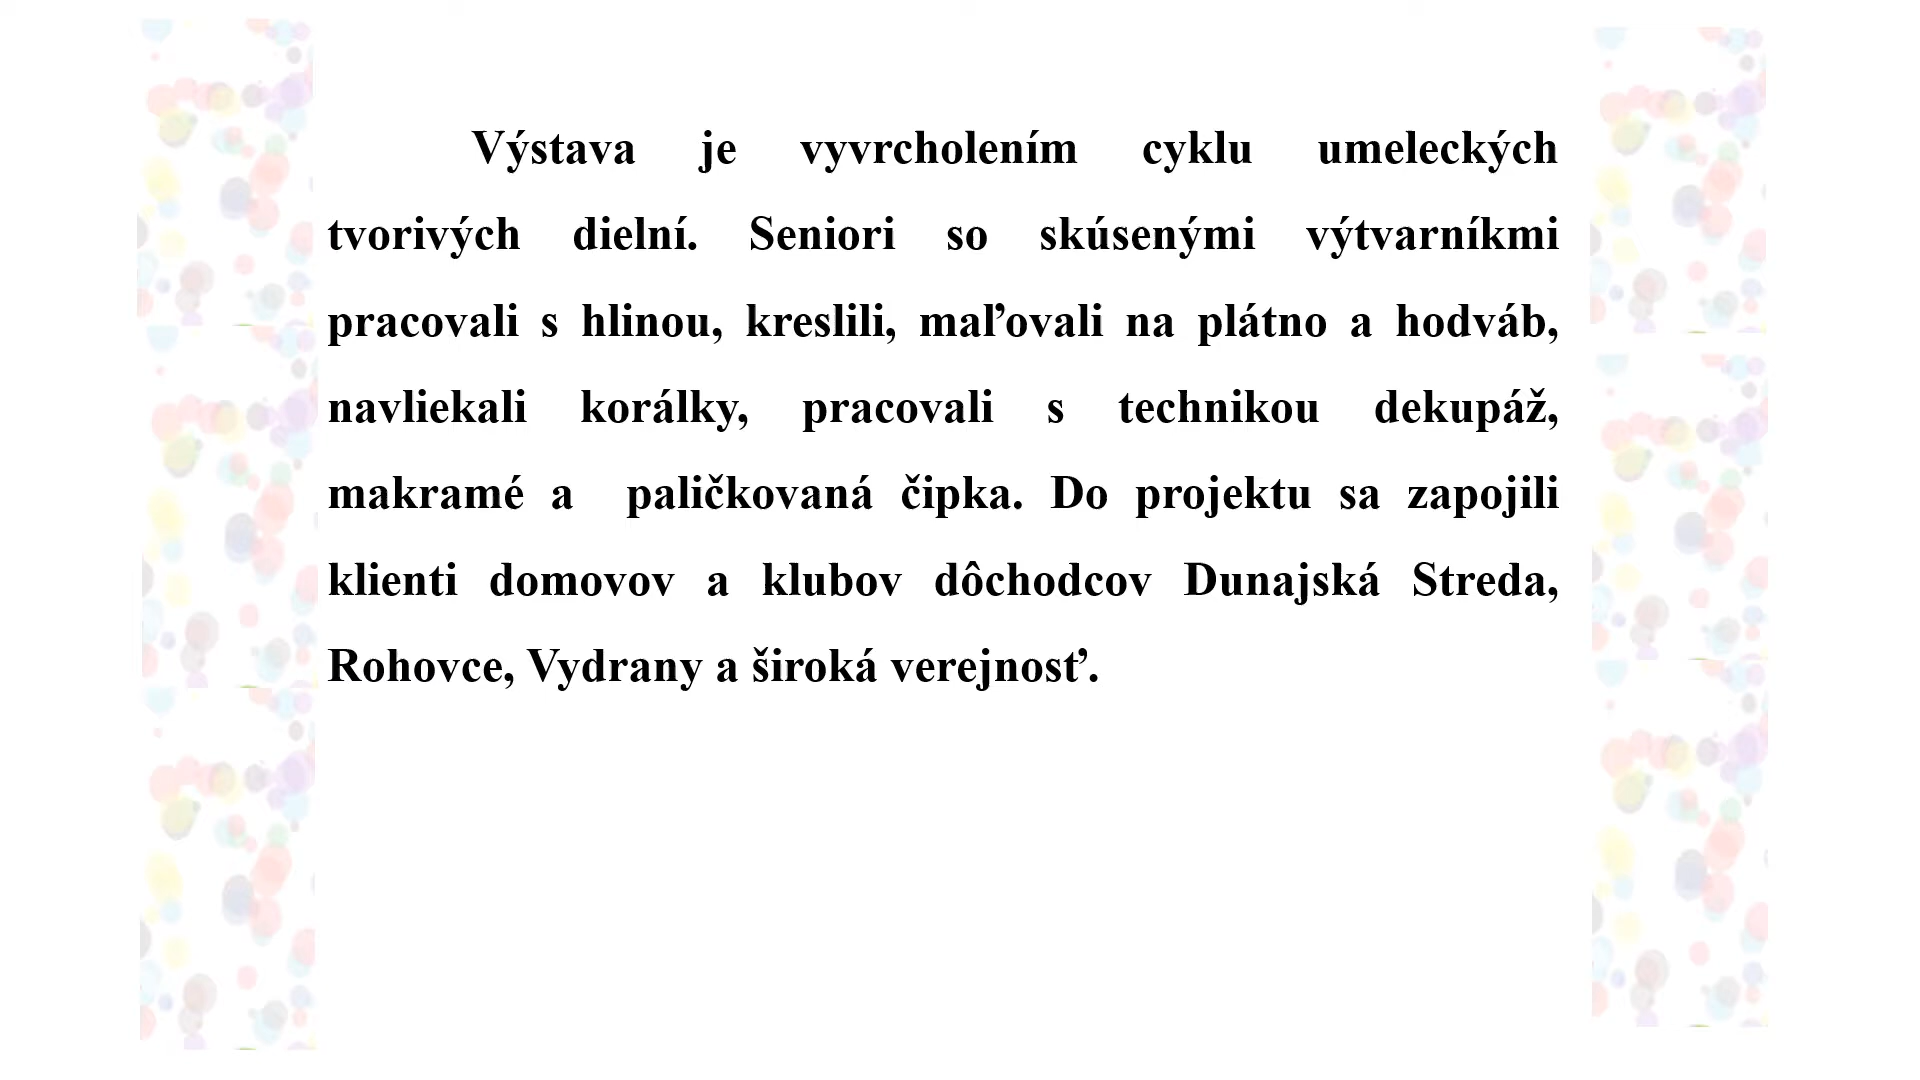 Výstava je vyvrcholením cyklu umeleckých
tvorivých dielní. Seniori so skúsenými výtvarníkmi
pracovali s hlinou, kreslili, maľovali na plátno a hodváb,
navliekali korálky, pracovali s technikou dekupáž,
makramé a paličkovaná čipka. Do projektu sa zapojili
klienti domovov a klubov dôchodcov Dunajská Streda,
Rohovce, Vydrany a široká verejnosť.